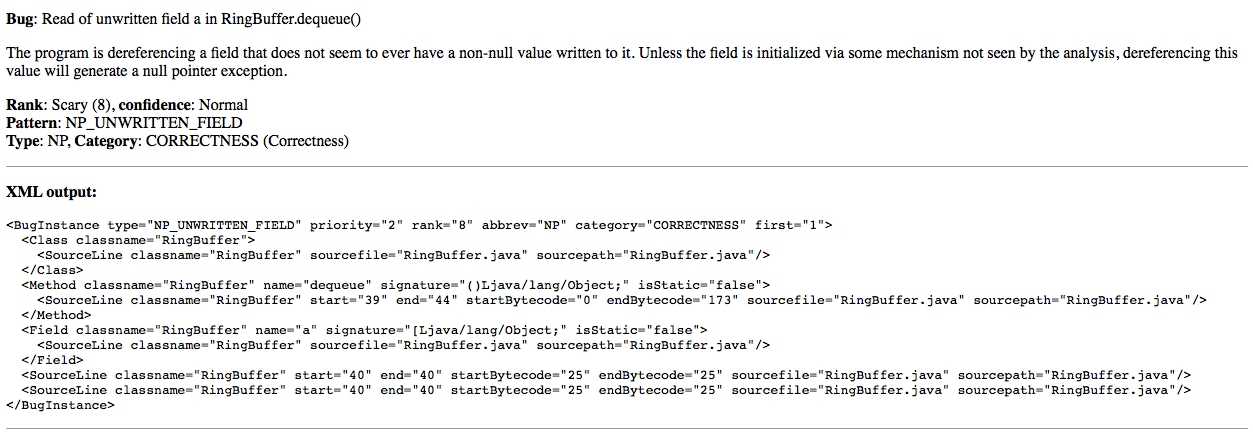 Bug: Read of unwritten field a in RingBuffer.dequeue()
The program is dereferencing a field that does not seem to ever have a non-null value written to it. Unless the field is initialized via some mechanism not seen by the analysis, dereferencing this
value will generate a null pointer exception.
Rank: Scary (8), confidence: Normal
Pattern: NP_UNWRITTEN_FIELD
Type: NP, Category: CORRECTNESS (Correctness)
XML output:
<BugInstance type="NP_UNWRITTEN_FIELD" priority="2" rank="8" abbrev="NP" category="CORRECTNESS" first="1">
  <Class classname="RingBuffer">
    <SourceLine classname="RingBuffer" sourcefile="RingBuffer.java" sourcepath="RingBuffer.java"/>
  </Class>
  <Method classname="RingBuffer" name="dequeue" signature="()Ljava/lang/Object;" isStatic="false">
    <SourceLine classname="RingBuffer" start="39" end="44" startBytecode="0" endBytecode="173" sourcefile="RingBuffer.java" sourcepath="RingBuffer.java"/>
  </Method>
  <Field classname="RingBuffer" name="a" signature="[Ljava/lang/Object;" isStatic="false">
    <SourceLine classname="RingBuffer" sourcefile="RingBuffer.java" sourcepath="RingBuffer.java"/>
  </Field>
  <SourceLine classname="RingBuffer" start="40" end="40" startBytecode="25" endBytecode="25" sourcefile="RingBuffer.java" sourcepath="RingBuffer.java"/>
  <SourceLine classname="RingBuffer" start="40" end="40" startBytecode="25" endBytecode="25" sourcefile="RingBuffer.java" sourcepath="RingBuffer.java"/>
</BugInstance>